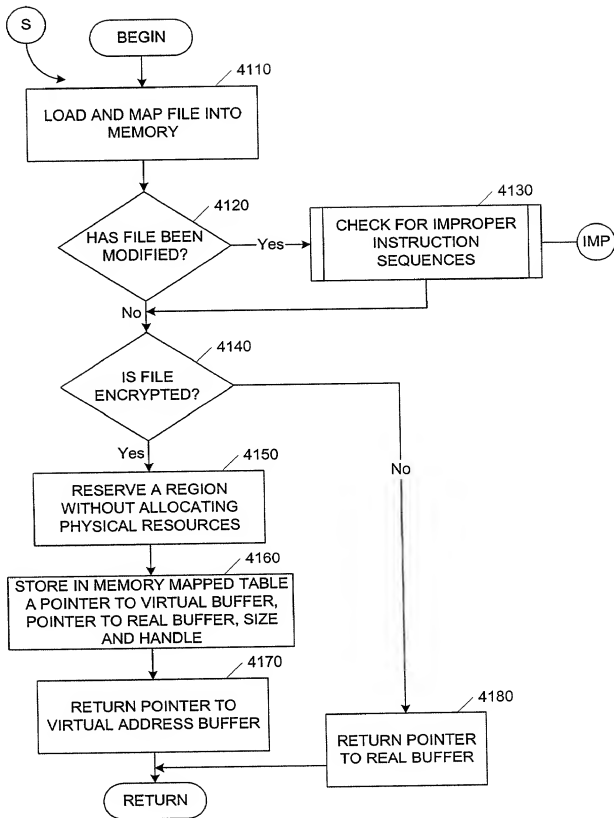 S
BEGIN
4110
LOAD AND MAP FILE INTO
MEMORY
4120
HAS FILE BEEN
MODIFIED?
Yes
4130
CHECK FOR IMPROPER
INSTRUCTION
SEQUENCES
IMP
No
4140
IS FILE
ENCRYPTED?
Yes
No
4150
RESERVE A REGION
WITHOUT ALLOCATING
PHYSICAL RESOURCES
4160
STORE IN MEMORY MAPPED TABLE
A POINTER TO VIRTUAL BUFFER,
POINTER TO REAL BUFFER, SIZE
AND HANDLE
4170
RETURN POINTER TO
VIRTUAL ADDRESS BUFFER
4180
RETURN POINTER
TO REAL BUFFER
RETURN